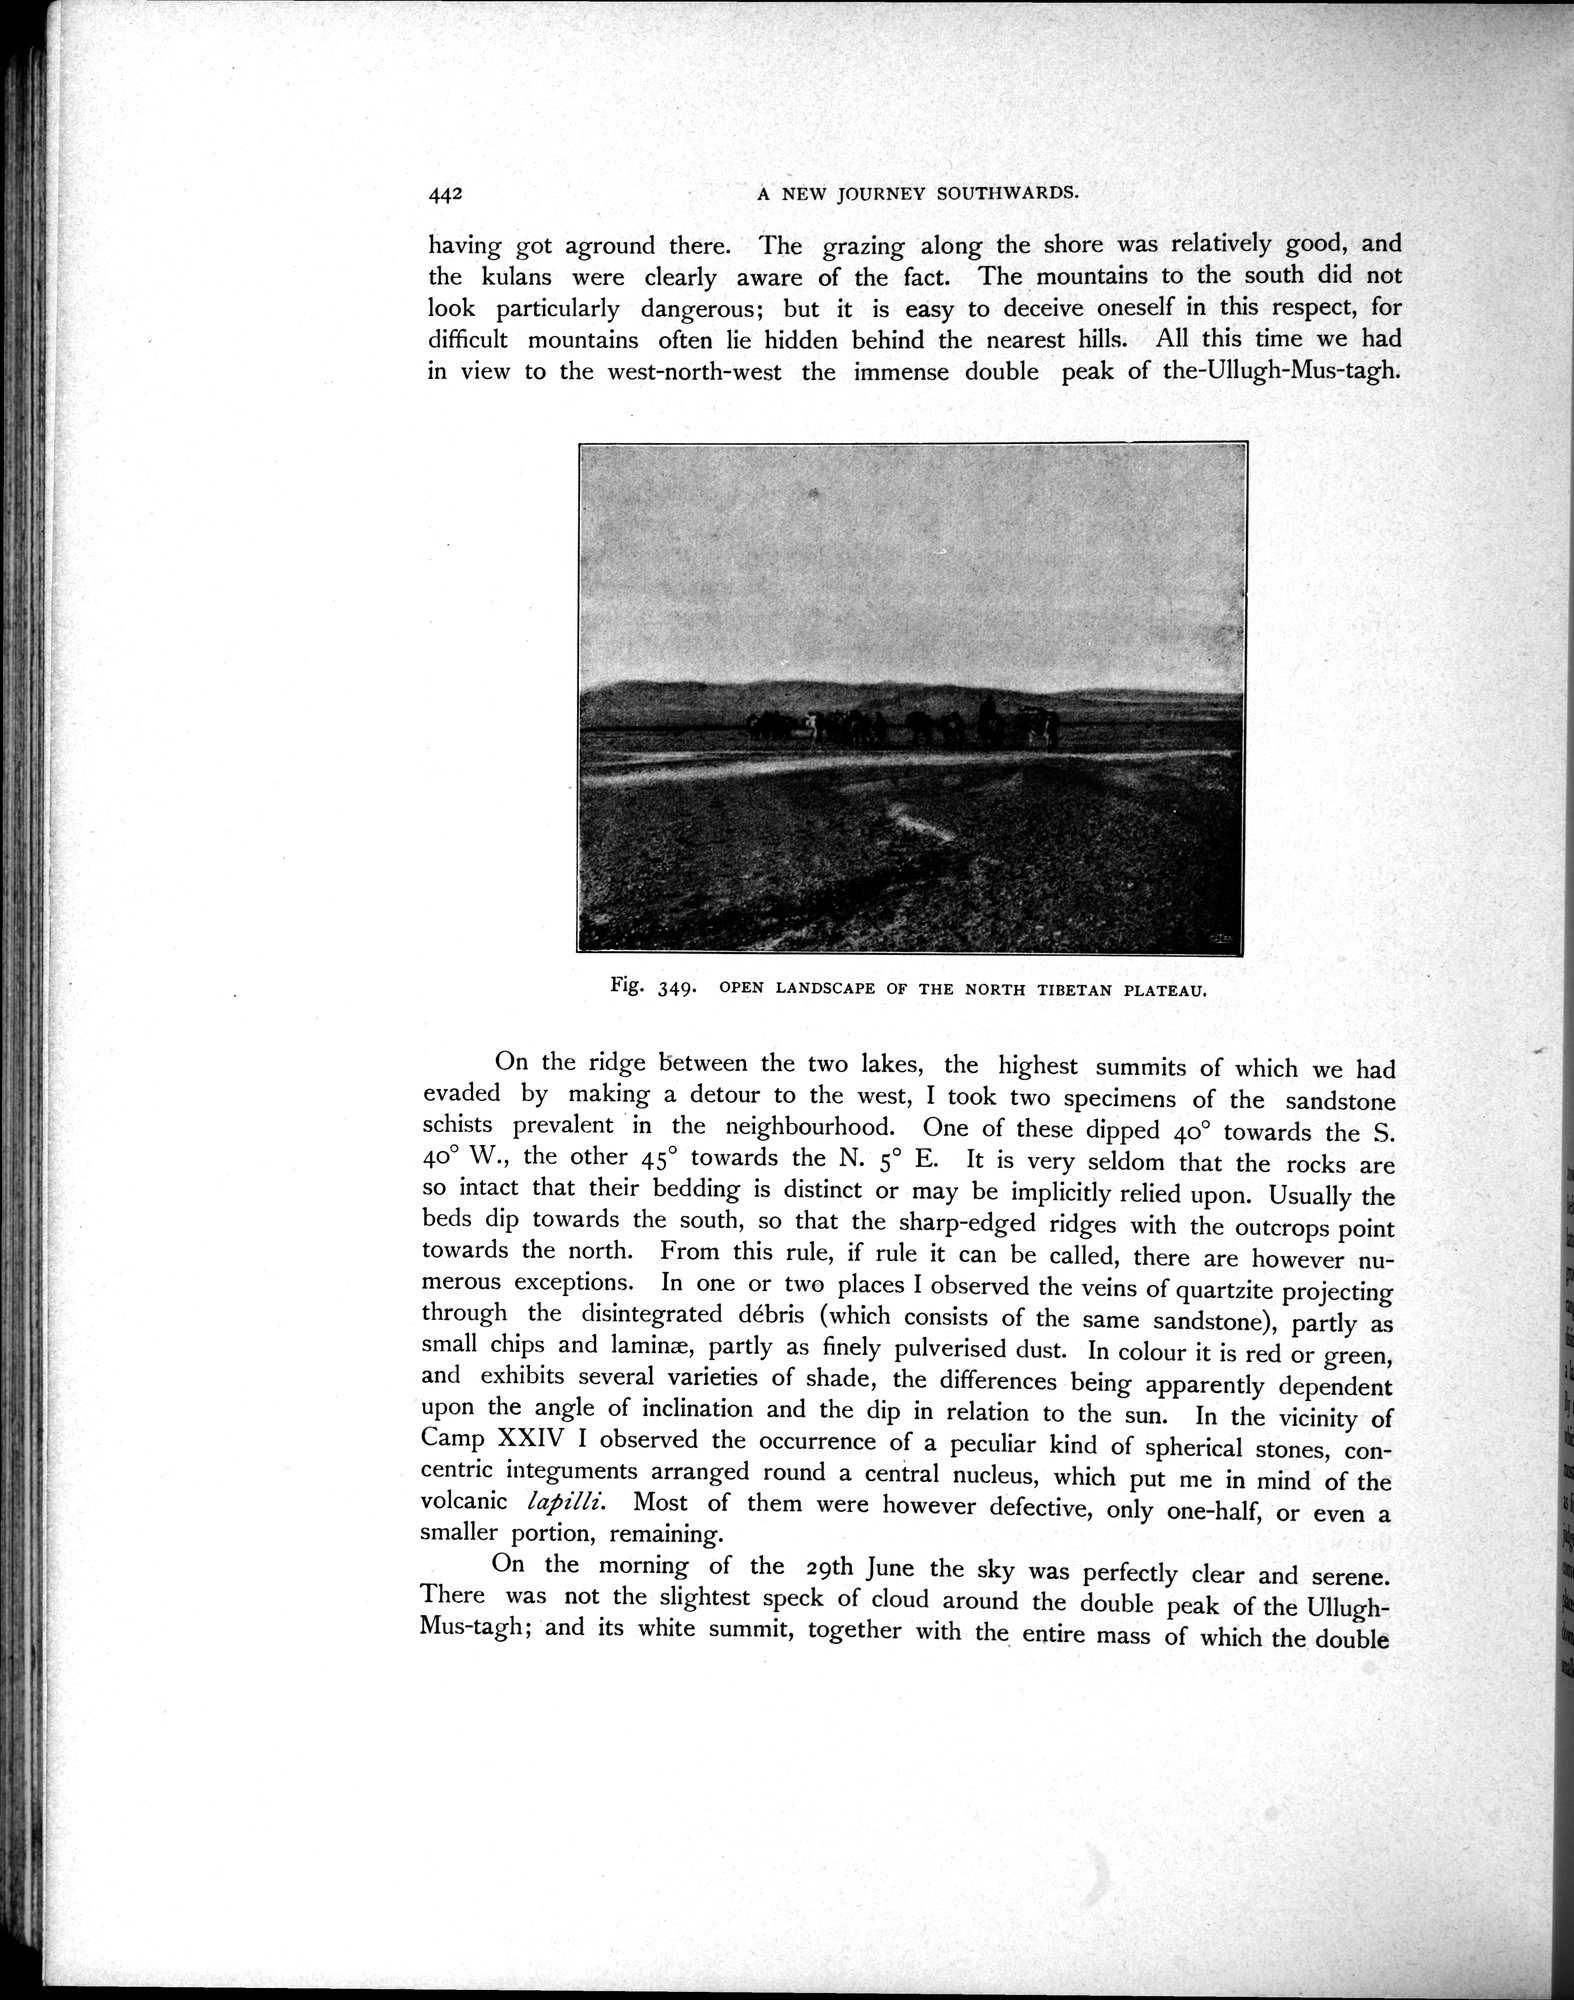 442
A NEW JOURNEY SOUTHWARDS.
having got aground there. The grazing along the shore was relatively good, and
the kulans were clearly aware of the fact. The mountains to the south did not
look particularly dangerous; but it is easy to deceive oneself in this respect, for
difficult mountains often lie hidden behind the nearest hills. All this time we had
in view to the west-north-west the immense double peak of the-Ullugh-Mus-tagh.
Fig. 349. OPEN LANDSCAPE OF THE NORTH TIBETAN PLATEAU.
On the ridge between the two lakes, the highest summits of which we had
evaded by making a detour to the west, I took two specimens of the sandstone
schists prevalent in the neighbourhood. One of these dipped 40° towards the S.
40° W., the other 45° towards the N. 5° E. It is very seldom that the rocks are
so intact that their bedding is distinct or may be implicitly relied upon. Usually the
beds dip towards the south, so that the sharp-edged ridges with the outcrops point
towards the north. From this rule, if rule it can be called, there are however nu-
merous exceptions. In one or two places I observed the veins of quartzite projecting
through the disintegrated débris (which consists of the same sandstone), partly as
small chips and laminæ, partly as finely pulverised dust. In colour it is red or green,
and exhibits several varieties of shade, the differences being apparently dependent
upon the angle of inclination and the dip in relation to the sun. In the vicinity of
Camp XXIV I observed the occurrence of a peculiar kind of spherical stones, con-
centric integuments arranged round a central nucleus, which put me in mind of the
volcanic lapilli. Most of them were however defective, only one-half, or even a
smaller portion, remaining.
On the morning of the 29th June the sky was perfectly clear and serene.
There was not the slightest speck of cloud around the double peak of the Ullugh-
Mus-tagh; and its white summit, together with the entire mass of which the double